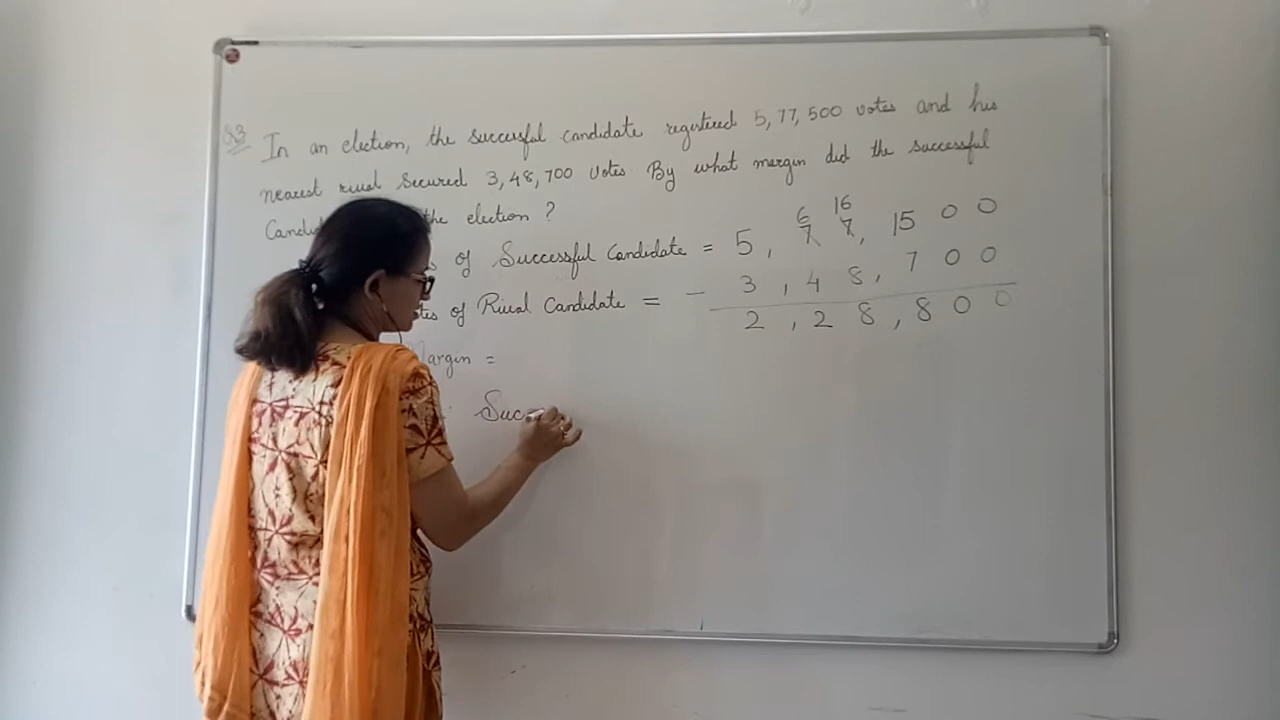 Q3 In an election, the successful candidate registered 5,77,500 votes and his
nearest rival Secured 3,48,700 votes. By what margin did the successful
the election ?
6 16
of Successful Candidate = 5, 7 7, 15 0 0
of Rival Candidate = - 3, 4 8, 7 0 0
2, 2 8, 8 0 0
Margin =